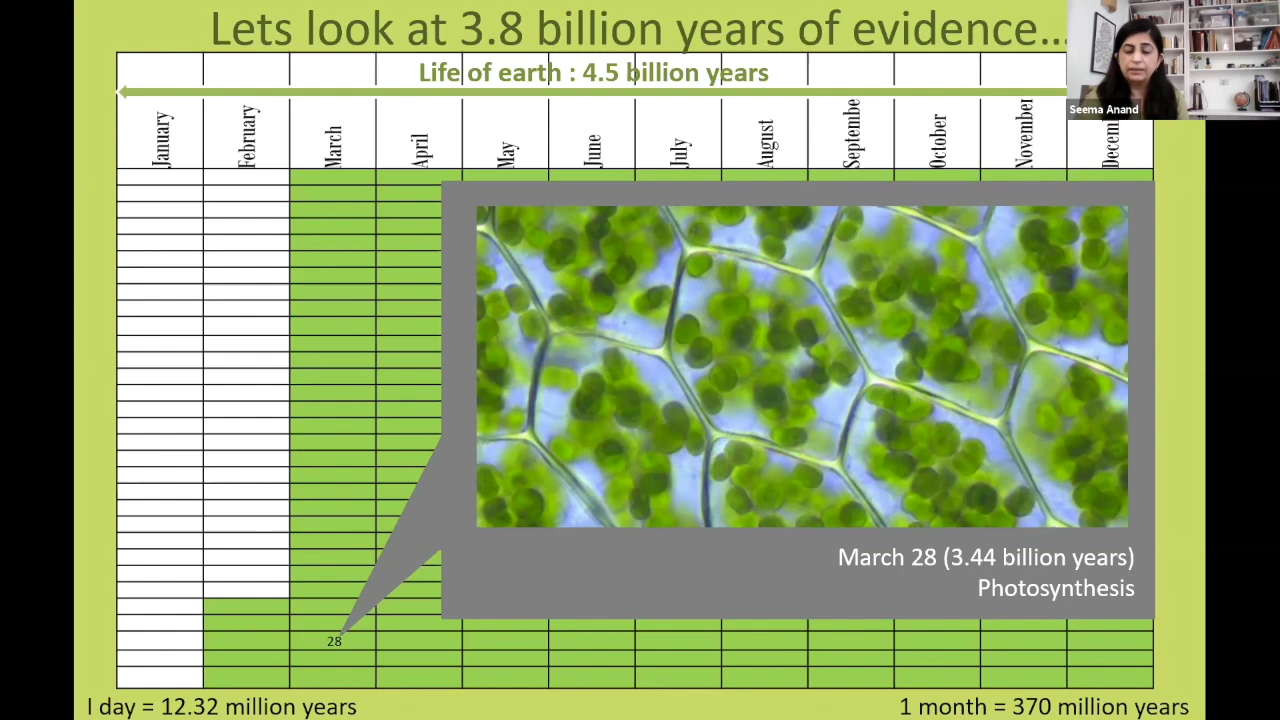 Lets look at 3.8 billion years of evidence...
Life of earth : 4.5 billion years
Seema Anand
January
February
March
April
May
June
July
August
Septembe
October
November
Decem
March 28 (3.44 billion years)
Photosynthesis
28
I day = 12.32 million years
1 month = 370 million years